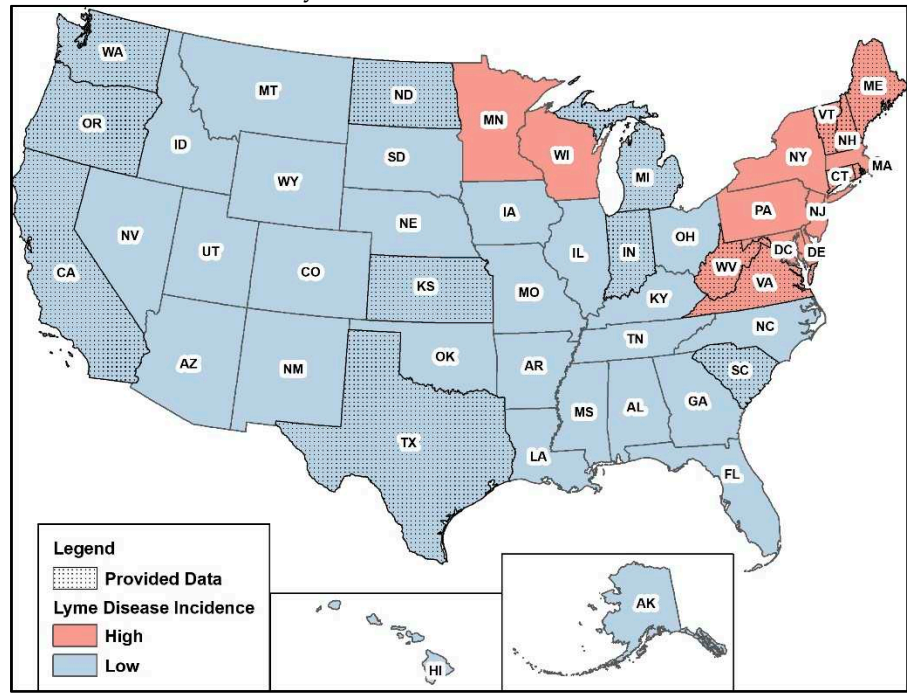 WA
MT
ND
ME
OR
MN
VT
ID
NH
SD
WI
NY
MA
WY
MI
CT
IA
PA
NJ
NE
NV
OH
IL
IN
DC
DE
UT
CA
CO
WV
KS
MO
VA
KY
NC
TN
OK
AZ
NM
AR
SC
MS
AL
GA
TX
LA
FL
Legend
Provided Data
Lyme Disease Incidence
High
Low
HI
AK